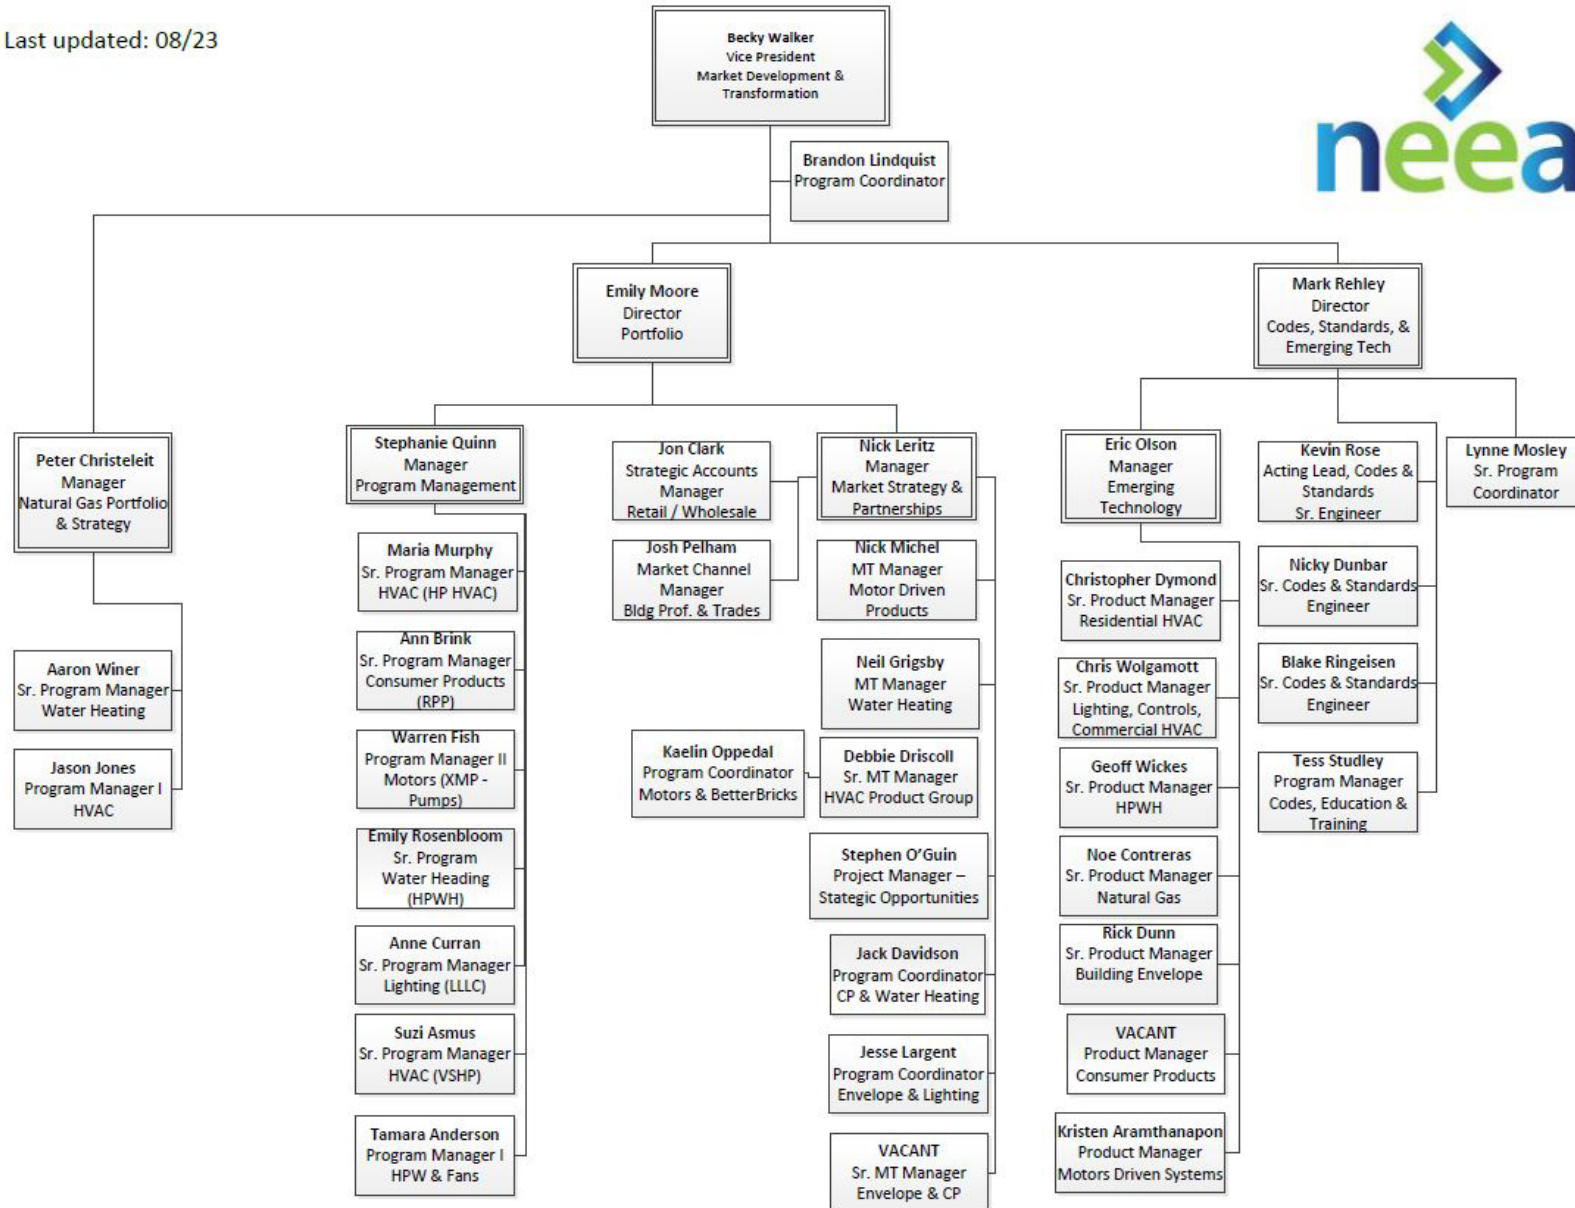 Last updated: 08/23
Becky Walker
Vice President
Market Development &
Transformation
neea
Brandon Lindquist
Program Coordinator
Emily Moore
Director
Portfolio
Mark Rehley
Director
Codes, Standards, &
Emerging Tech
Peter Christeleit
Manager
Natural Gas Portfolio
& Strategy
Aaron Winer
Sr. Program Manager
Water Heating
Jason Jones
Program Manager I
HVAC
Stephanie Quinn
Manager
Program Management
Maria Murphy
Sr. Program Manager
HVAC (HP HVAC)
Ann Brink
Sr. Program Manager
Consumer Products
(RPP)
Warren Fish
Program Manager II
Motors (XMP -
Pumps)
Emily Rosenbloom
Sr. Program
Water Heading
(HPWH)
Anne Curran
Sr. Program Manager
Lighting (LLLC)
Suzi Asmus
Sr. Program Manager
HVAC (VSHP)
Tamara Anderson
Program Manager I
HPW & Fans
Jon Clark
Strategic Accounts
Manager
Retail / Wholesale
Josh Pelham
Market Channel
Manager
Bldg Prof. & Trades
Nick Leritz
Manager
Market Strategy &
Partnerships
Nick Michel
MT Manager
Motor Driven
Products
Neil Grigsby
MT Manager
Water Heating
Kaelin Oppedal
Program Coordinator
Motors & BetterBricks
Debbie Driscoll
Sr. MT Manager
HVAC Product Group
Stephen O'Guin
Project Manager –
Stategic Opportunities
Jack Davidson
Program Coordinator
CP & Water Heating
Jesse Largent
Program Coordinator
Envelope & Lighting
VACANT
Sr. MT Manager
Envelope & CP
Eric Olson
Manager
Emerging
Technology
Christopher Dymond
Sr. Product Manager
Residential HVAC
Chris Wolgamott
Sr. Product Manager
Lighting, Controls,
Commercial HVAC
Geoff Wickes
Sr. Product Manager
HPWH
Noe Contreras
Sr. Product Manager
Natural Gas
Rick Dunn
Sr. Product Manager
Building Envelope
VACANT
Product Manager
Consumer Products
Kristen Aramthanapon
Product Manager
Motors Driven Systems
Kevin Rose
Acting Lead, Codes &
Standards
Sr. Engineer
Nicky Dunbar
Sr. Codes & Standards
Engineer
Blake Ringeisen
Sr. Codes & Standards
Engineer
Tess Studley
Program Manager
Codes, Education &
Training
Lynne Mosley
Sr. Program
Coordinator